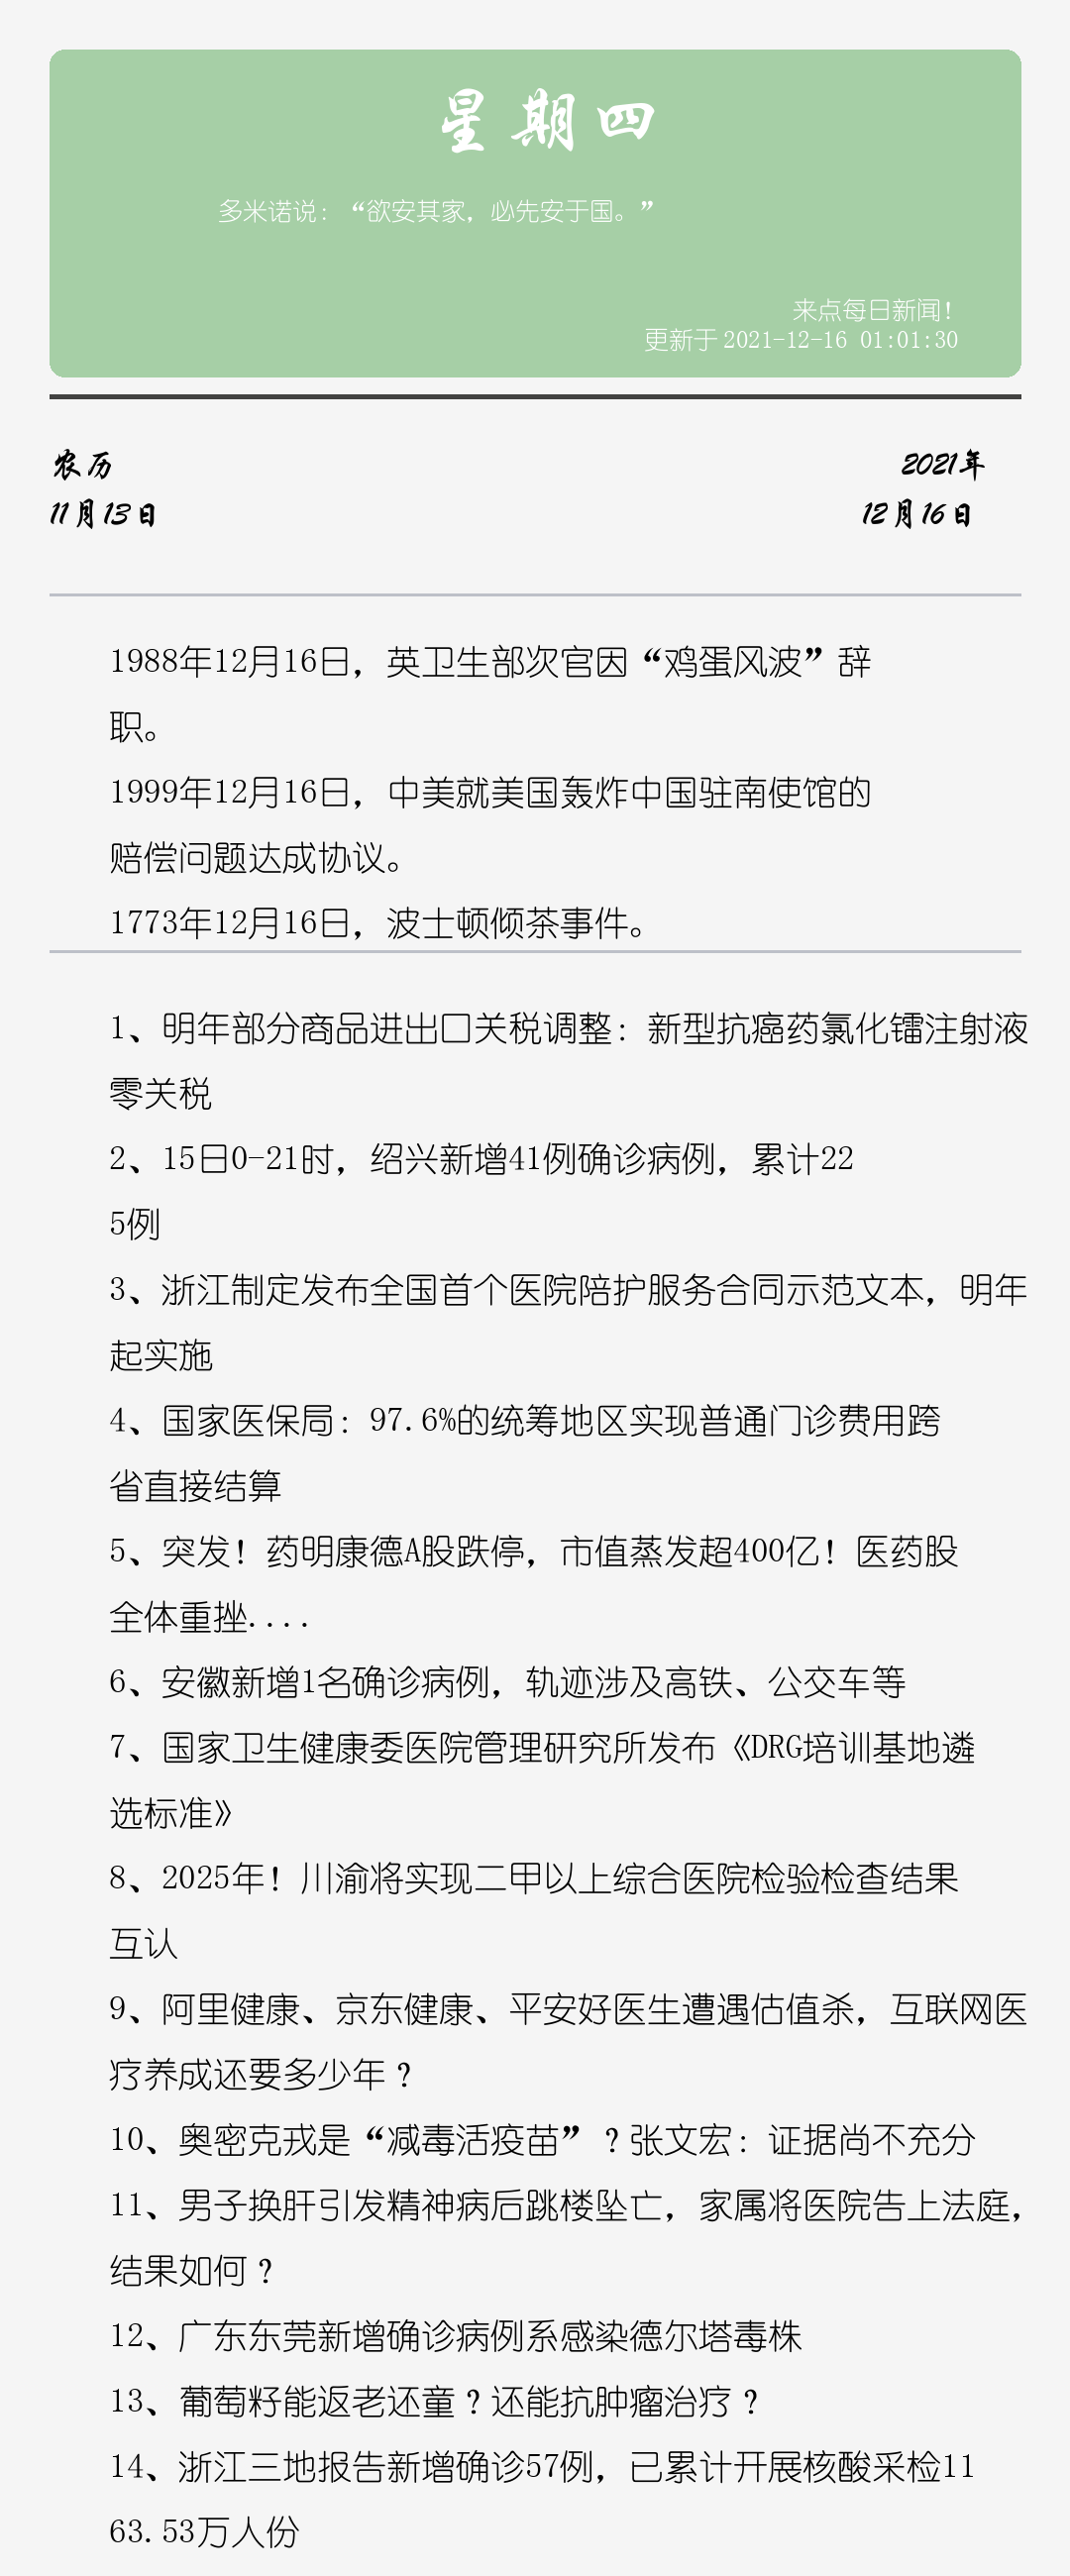 星期四
多米诺说：“欲安其家，必先安于国。”
来点每日新闻！
更新于 2021-12-16 01:01:30
农历
11月13日
2021年
12月16日
1988年12月16日，英卫生部次官因“鸡蛋风波”辞
职。
1999年12月16日，中美就美国轰炸中国驻南使馆的
赔偿问题达成协议。
1773年12月16日，波士顿倾茶事件。
1、明年部分商品进出口关税调整：新型抗癌药氯化镭注射液
零关税
2、15日0-21时，绍兴新增41例确诊病例，累计22
5例
3、浙江制定发布全国首个医院陪护服务合同示范文本，明年
起实施
4、国家医保局：97.6%的统筹地区实现普通门诊费用跨
省直接结算
5、突发！药明康德A股跌停，市值蒸发超400亿！医药股
全体重挫....
6、安徽新增1名确诊病例，轨迹涉及高铁、公交车等
7、国家卫生健康委医院管理研究所发布《DRG培训基地遴
选标准》
8、2025年！川渝将实现二甲以上综合医院检验检查结果
互认
9、阿里健康、京东健康、平安好医生遭遇估值杀，互联网医
疗养成还要多少年？
10、奥密克戎是“减毒活疫苗”？张文宏：证据尚不充分
11、男子换肝引发精神病后跳楼坠亡，家属将医院告上法庭，
结果如何？
12、广东东莞新增确诊病例系感染德尔塔毒株
13、葡萄籽能返老还童？还能抗肿瘤治疗？
14、浙江三地报告新增确诊57例，已累计开展核酸采检11
63.53万人份